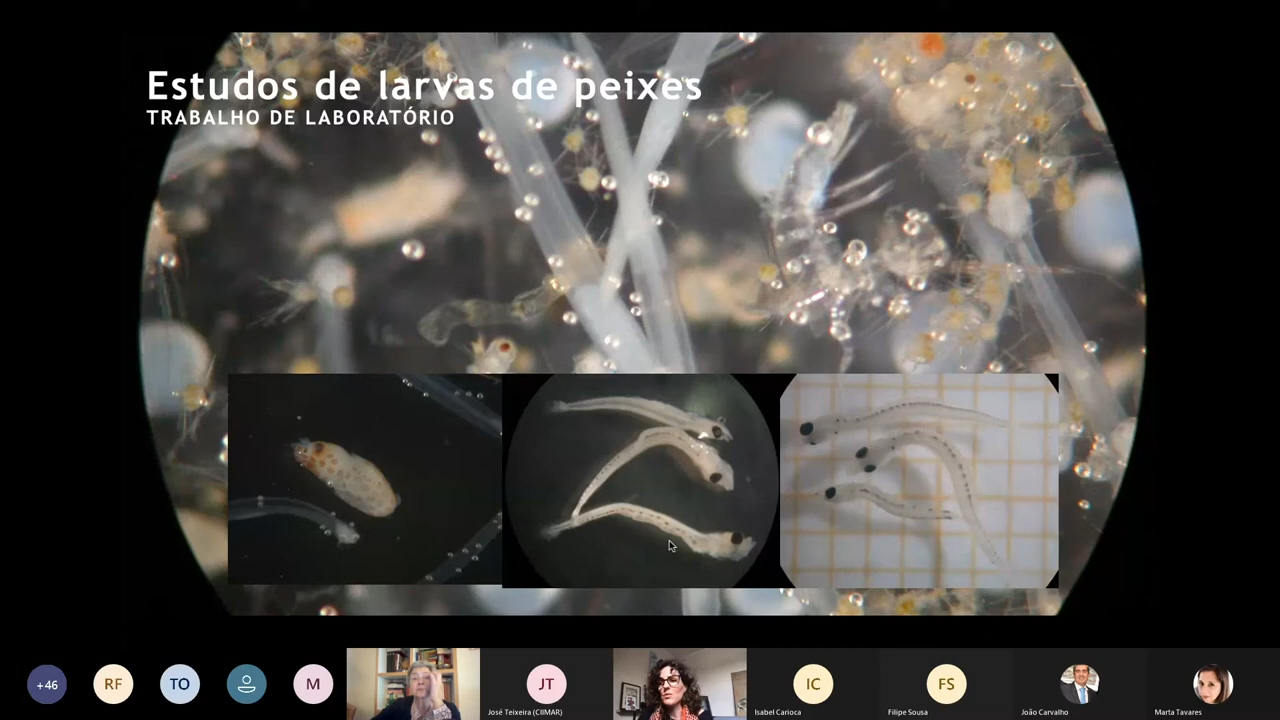 Estudos de larvas de peixes
TRABALHO DE LABORATÓRIO
+46
RF
TO
M
JT
José Teixeira (CIIMAR)
IC
Isabel Carioca
FS
Filipe Sousa
João Carvalho
Marta Tavares